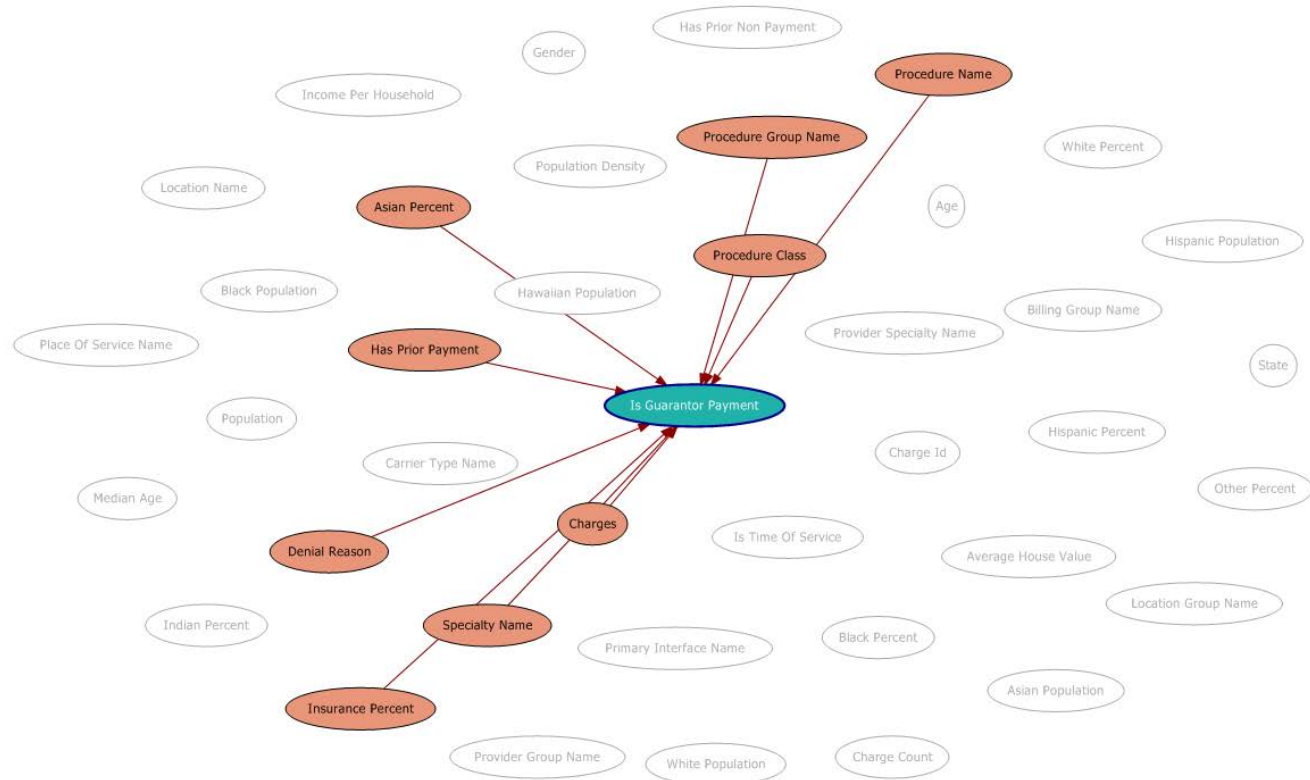 Has Prior Non Payment
Gender
Procedure Name
Income Per Household
Procedure Group Name
White Percent
Population Density
Location Name
Asian Percent
Age
Hispanic Population
Procedure Class
Black Population
Hawaiian Population
Billing Group Name
Provider Specialty Name
Place Of Service Name
Has Prior Payment
State
Is Guarantor Payment
Population
Hispanic Percent
Charge Id
Carrier Type Name
Other Percent
Median Age
Charges
Is Time Of Service
Denial Reason
Average House Value
Location Group Name
Indian Percent
Specialty Name
Black Percent
Primary Interface Name
Asian Population
Insurance Percent
Provider Group Name
White Population
Charge Count